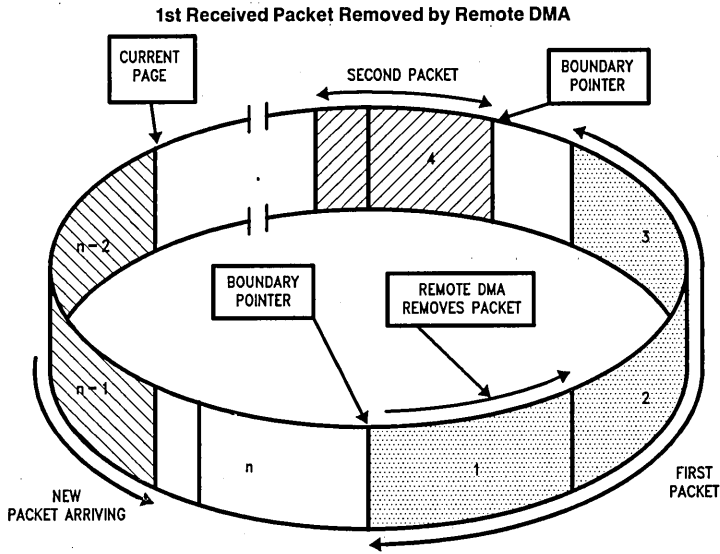 1st Received Packet Removed by Remote DMA
CURRENT
PAGE
SECOND PACKET
BOUNDARY
POINTER
4
n-2
3
BOUNDARY
POINTER
REMOTE DMA
REMOVES PACKET
n-1
2
n
1
NEW
PACKET ARRIVING
FIRST
PACKET